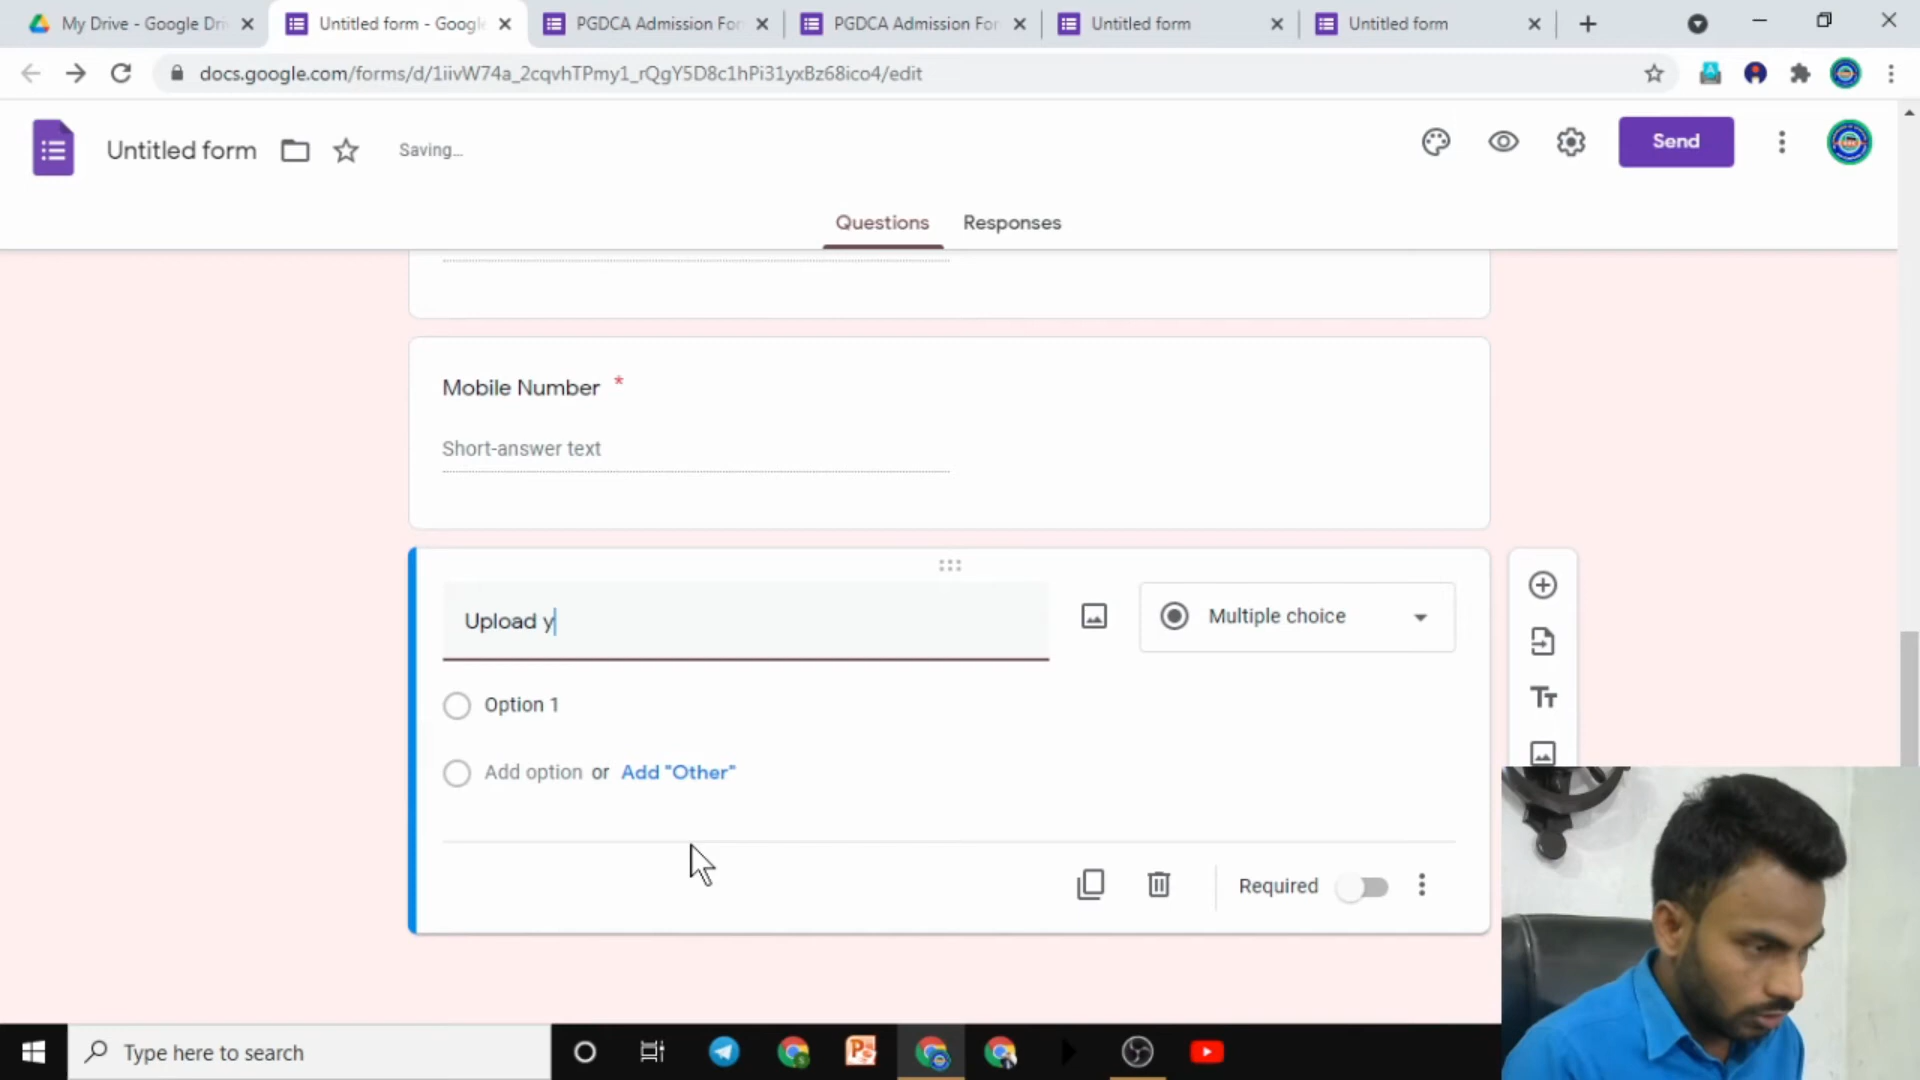 My Drive - Google Dri
Untitled form - Google
PGDCA Admission For
PGDCA Admission For
Untitled form
Untitled form
docs.google.com/forms/d/1iivW74a_2cqvhTPmy1_rQgY5D8c1hPi31yxBz68ico4/edit
Untitled form
Saving...
Send
Questions
Responses
Mobile Number *
Short-answer text
Upload y
Multiple choice
Option 1
Add option or Add "Other"
Required
Type here to search